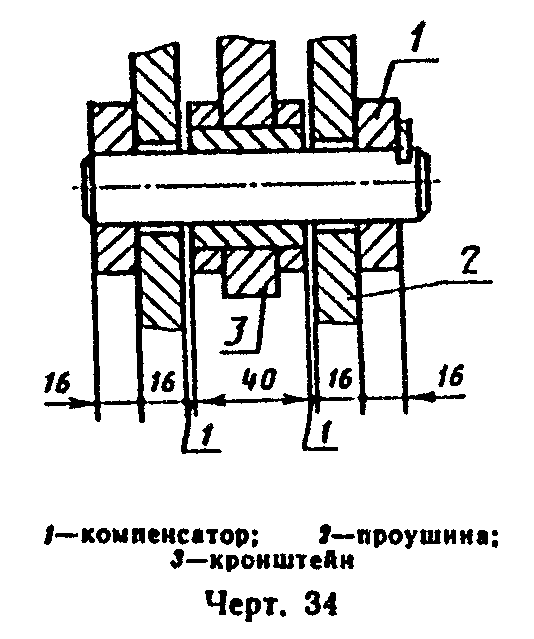 1
2
3
16 16 40 16 16
1 1
1—компенсатор; 2—проушина;
3—кронштейн
Черт. 34